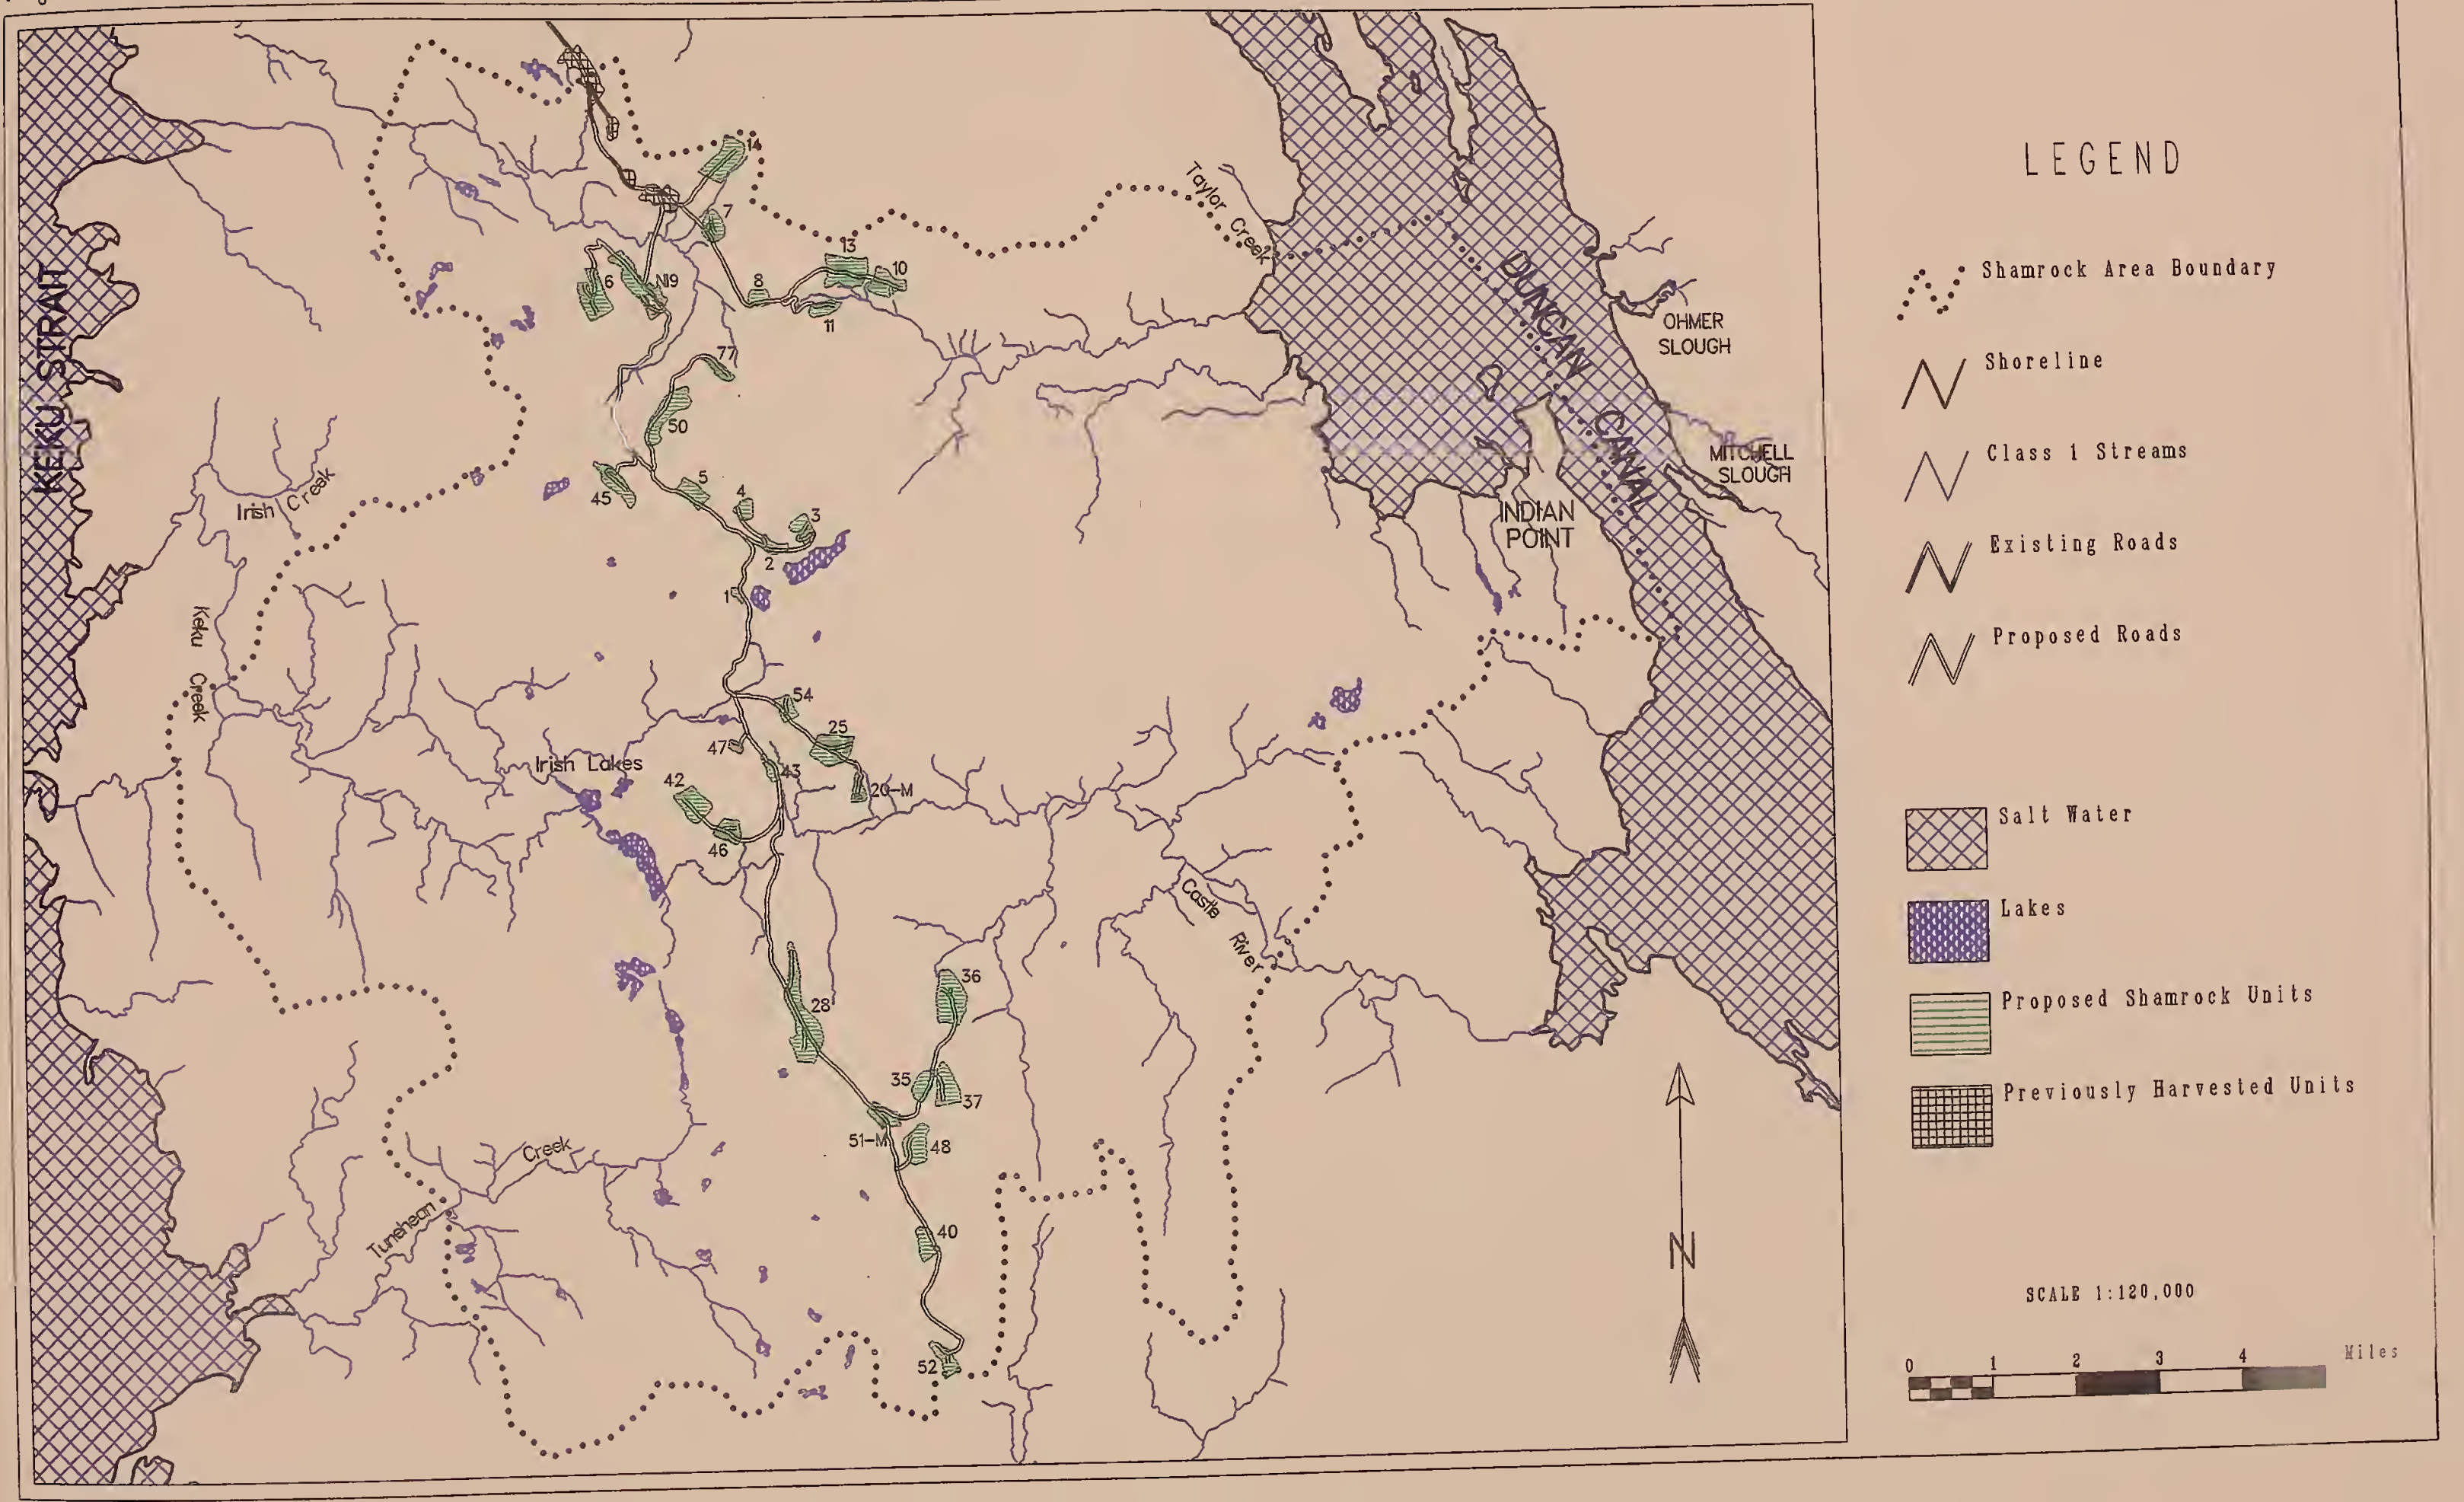 14
7
13
10
6
N19
8
11
77
50
45
5
4
3
2
1
54
25
47
43
42
20-M
46
28
36
35
37
51-M
48
40
52
KEKU STRAIT
Irish Creek
Keku Creek
Irish Lakes
Taylor Creek
DUNCAN CANAL
OHMER
SLOUGH
MITCHELL
SLOUGH
INDIAN
POINT
Castle River
Tunehean Creek
N
LEGEND
Shamrock Area Boundary
Shoreline
Class 1 Streams
Existing Roads
Proposed Roads
Salt Water
Lakes
Proposed Shamrock Units
Previously Harvested Units
SCALE 1:120,000
0 1 2 3 4 Miles